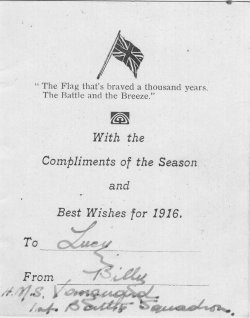 " The Flag that's braved a thousand years.
The Battle and the Breeze."
With the
Compliments of the Season
and
Best Wishes for 1916.
To Lucy
From Billy
H.M.S. Vanguard
1st. Battle Squadron.